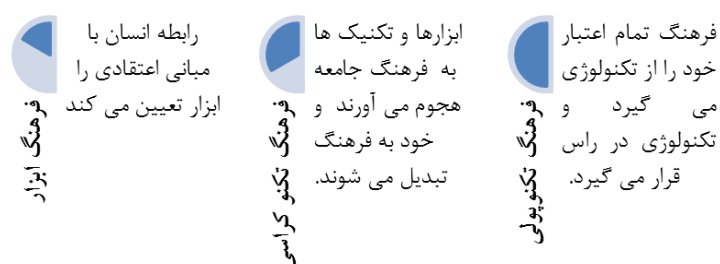 فرهنگ تمام اعتبار
خود را از تکنولوژی
می گیرد و
تکنولوژی در راس
قرار می گیرد.
فرهنگ تکنوپولی
ابزارها و تکنیک ها
به فرهنگ جامعه
هجوم می آورند و
خود به فرهنگ
تبدیل می شوند.
فرهنگ تکنو کراسی
رابطه انسان با
مبانی اعتقادی را
ابزار تعیین می کند
فرهنگ ابزار